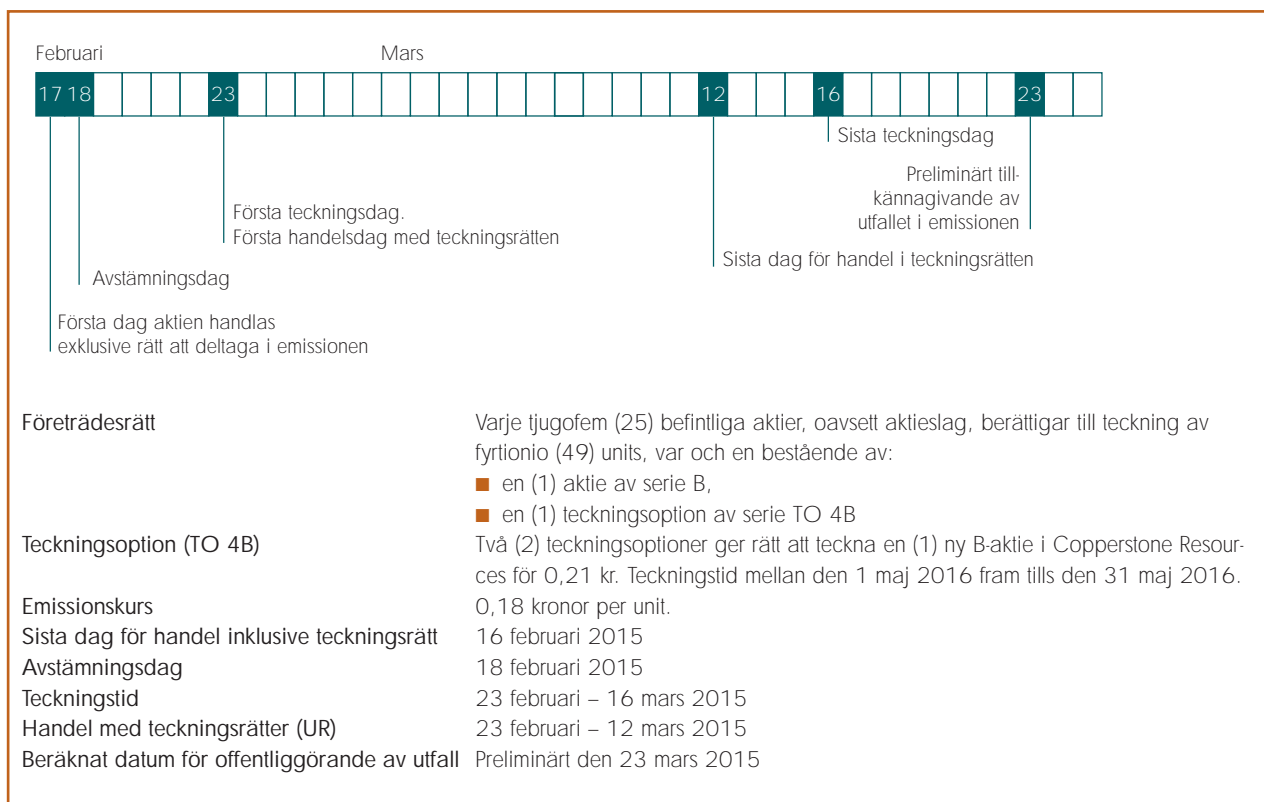 Februari
Mars
17 18 23 12 16 23
Sista teckningsdag
Preliminärt till-
kännagivande av
utfallet i emissionen
Första teckningsdag.
Första handelsdag med teckningsrätten
Sista dag för handel i teckningsrätten
Avstämningsdag
Första dag aktien handlas
exklusive rätt att deltaga i emissionen
Företrädesrätt
Varje tjugofem (25) befintliga aktier, oavsett aktieslag, berättigar till teckning av
fyrtionio (49) units, var och en bestående av:
■ en (1) aktie av serie B,
■ en (1) teckningsoption av serie TO 4B
Teckningsoption (TO 4B)
Två (2) teckningsoptioner ger rätt att teckna en (1) ny B-aktie i Copperstone Resour-
ces för 0,21 kr. Teckningstid mellan den 1 maj 2016 fram tills den 31 maj 2016.
Emissionskurs 0,18 kronor per unit.
Sista dag för handel inklusive teckningsrätt 16 februari 2015
Avstämningsdag 18 februari 2015
Teckningstid 23 februari – 16 mars 2015
Handel med teckningsrätter (UR) 23 februari – 12 mars 2015
Beräknat datum för offentliggörande av utfall Preliminärt den 23 mars 2015